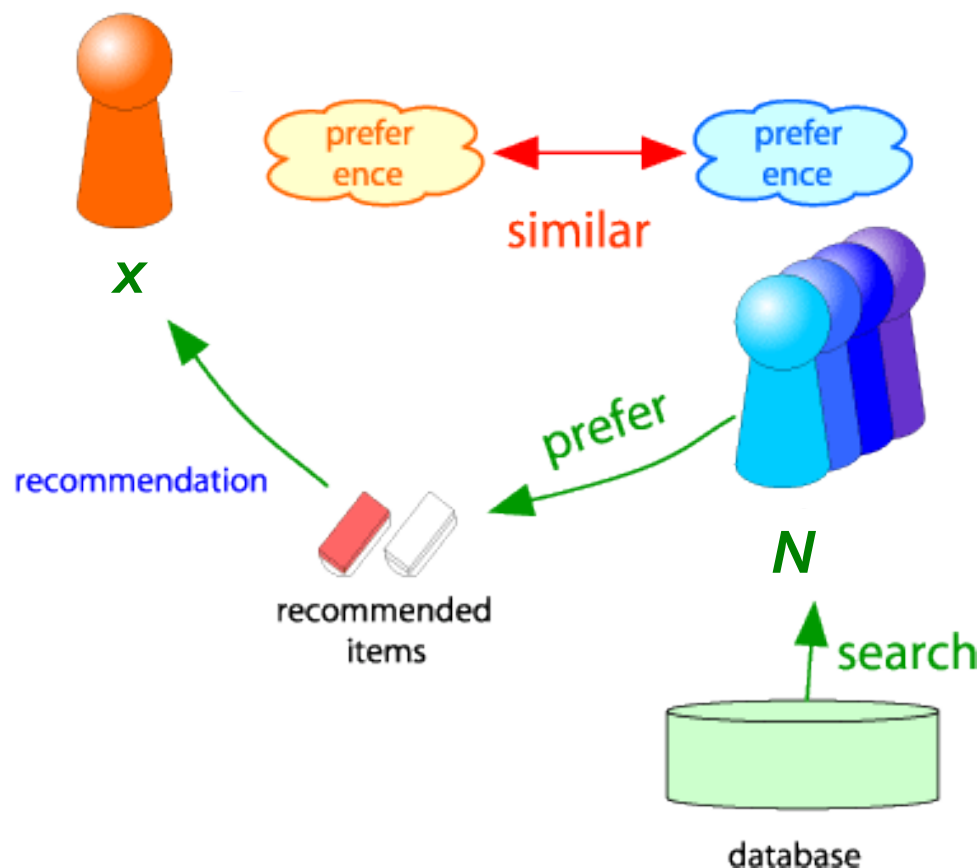 prefer
ence
prefer
ence
similar
x
prefer
recommendation
N
recommended
items
search
database